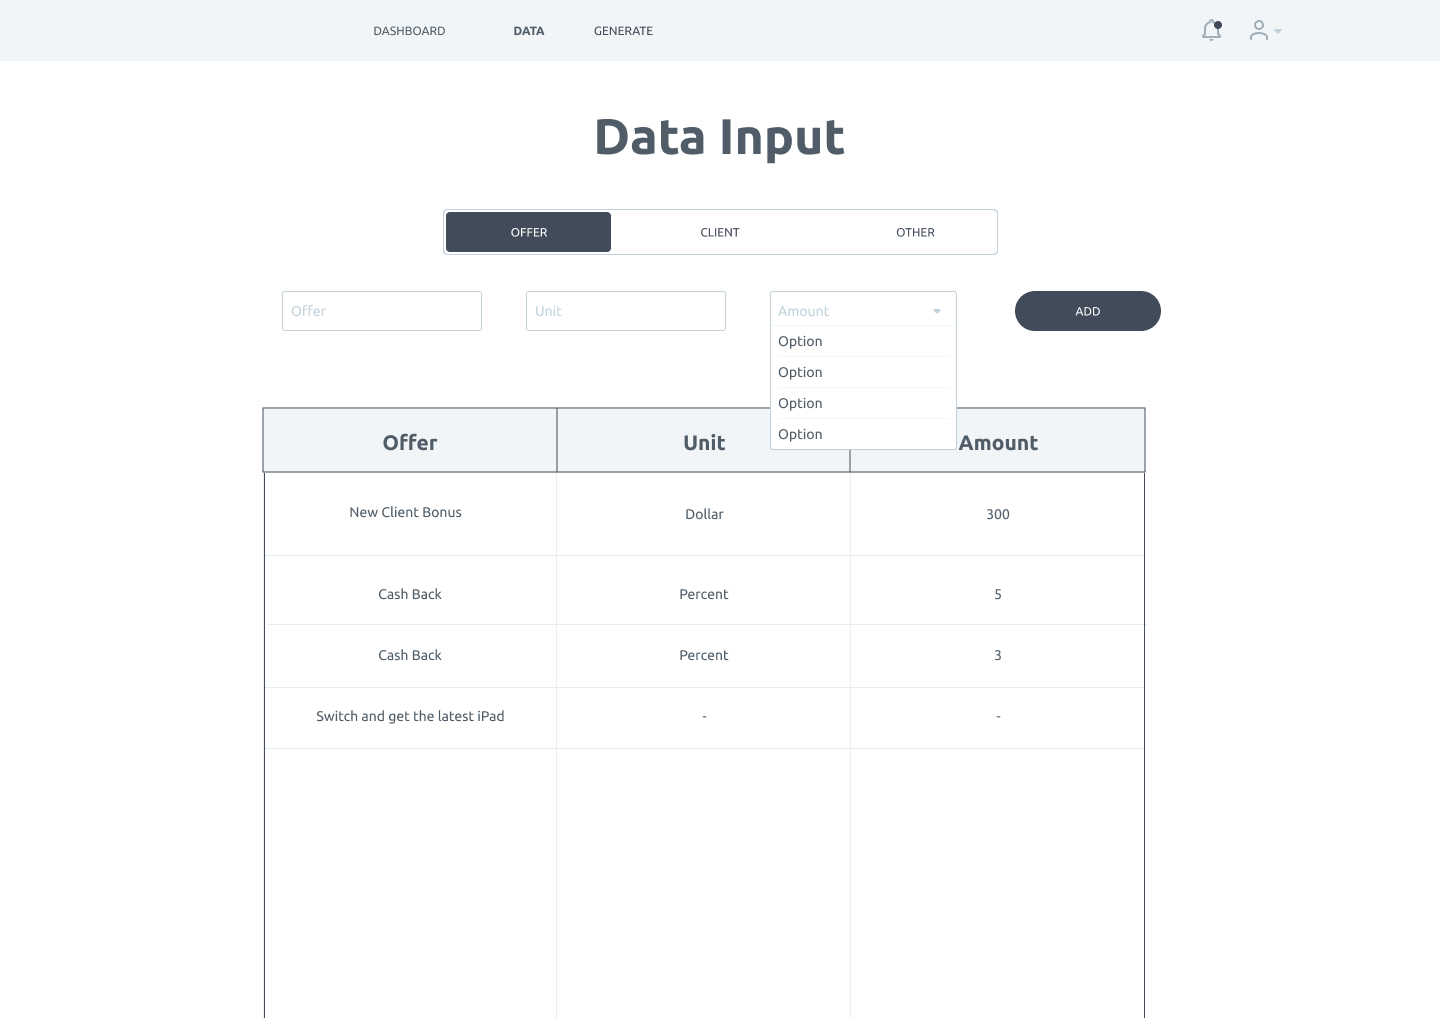 DASHBOARD DATA GENERATE
Data Input
OFFER CLIENT OTHER
Offer Unit Amount ADD
Option
Option
Option
Option
Offer Unit Amount
New Client Bonus Dollar 300
Cash Back Percent 5
Cash Back Percent 3
Switch and get the latest iPad - -